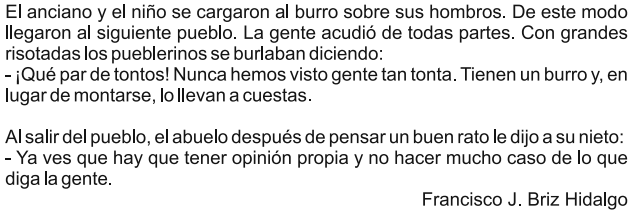 El anciano y el niño se cargaron al burro sobre sus hombros. De este modo
llegaron al siguiente pueblo. La gente acudió de todas partes. Con grandes
risotadas los pueblerinos se burlaban diciendo:
- ¡Qué par de tontos! Nunca hemos visto gente tan tonta. Tienen un burro y, en
lugar de montarse, lo llevan a cuestas.
Al salir del pueblo, el abuelo después de pensar un buen rato le dijo a su nieto:
- Ya ves que hay que tener opinión propia y no hacer mucho caso de lo que
diga la gente.
Francisco J. Briz Hidalgo